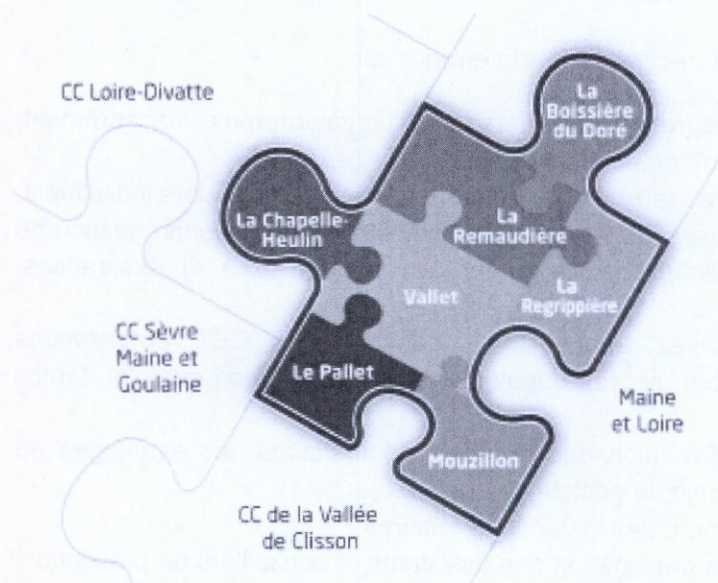 CC Loire-Divatte
La
Boissière
du Doré
La Chapelle-
Heulin
La
Remaudière
Vallet
La
Regrippière
CC Sèvre
Maine et
Goulaine
Le Pallet
Maine
et Loire
Mouzillon
CC de la Vallée
de Clisson